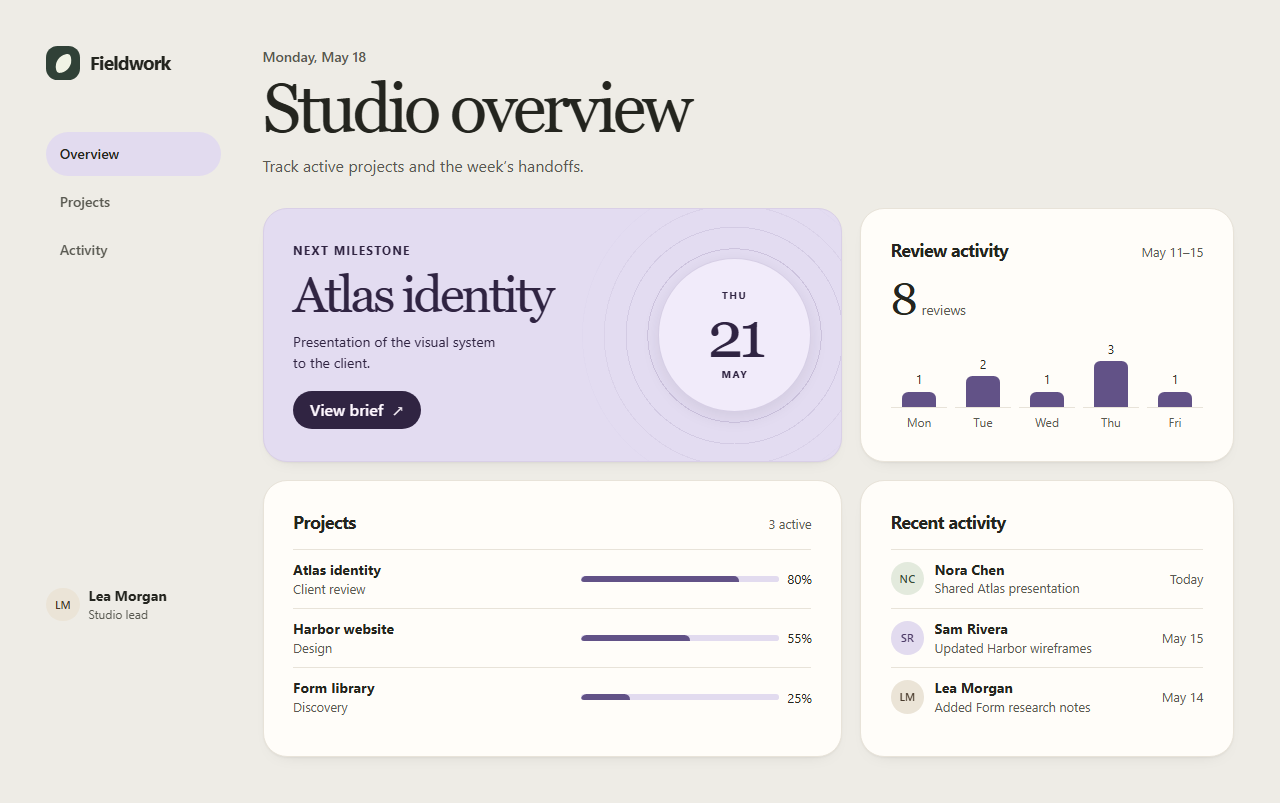 Fieldwork
Overview
Projects
Activity
LM
Lea Morgan
Studio lead
Monday, May 18
Studio overview
Track active projects and the week's handoffs.
NEXT MILESTONE
Atlas identity
Presentation of the visual system
to the client.
View brief ↗
THU
21
MAY
Review activity
May 11–15
8 reviews
1
2
1
3
1
Mon
Tue
Wed
Thu
Fri
Projects
3 active
Atlas identity
Client review
80%
Harbor website
Design
55%
Form library
Discovery
25%
Recent activity
NC
Nora Chen
Shared Atlas presentation
Today
SR
Sam Rivera
Updated Harbor wireframes
May 15
LM
Lea Morgan
Added Form research notes
May 14